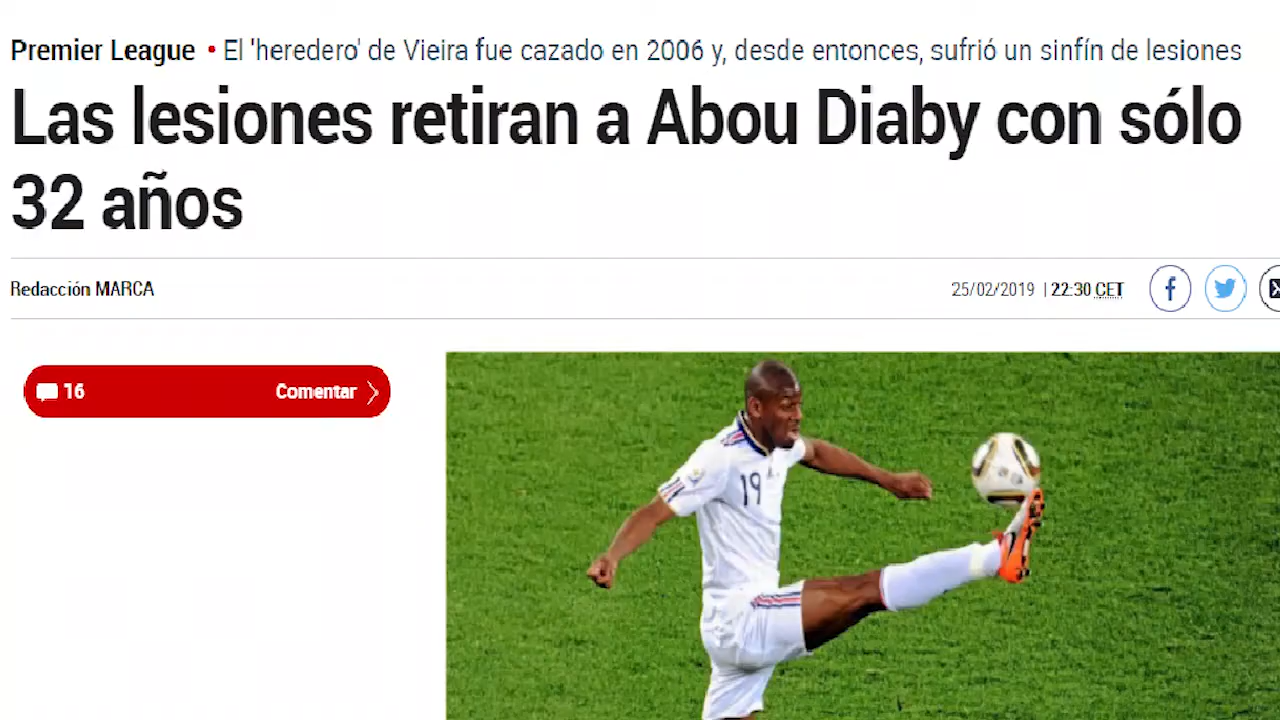 Premier League • El 'heredero' de Vieira fue cazado en 2006 y, desde entonces, sufrió un sinfín de lesiones
Las lesiones retiran a Abou Diaby con sólo
32 años
Redacción MARCA
25/02/2019 | 22:30 CET
16 Comentar
19